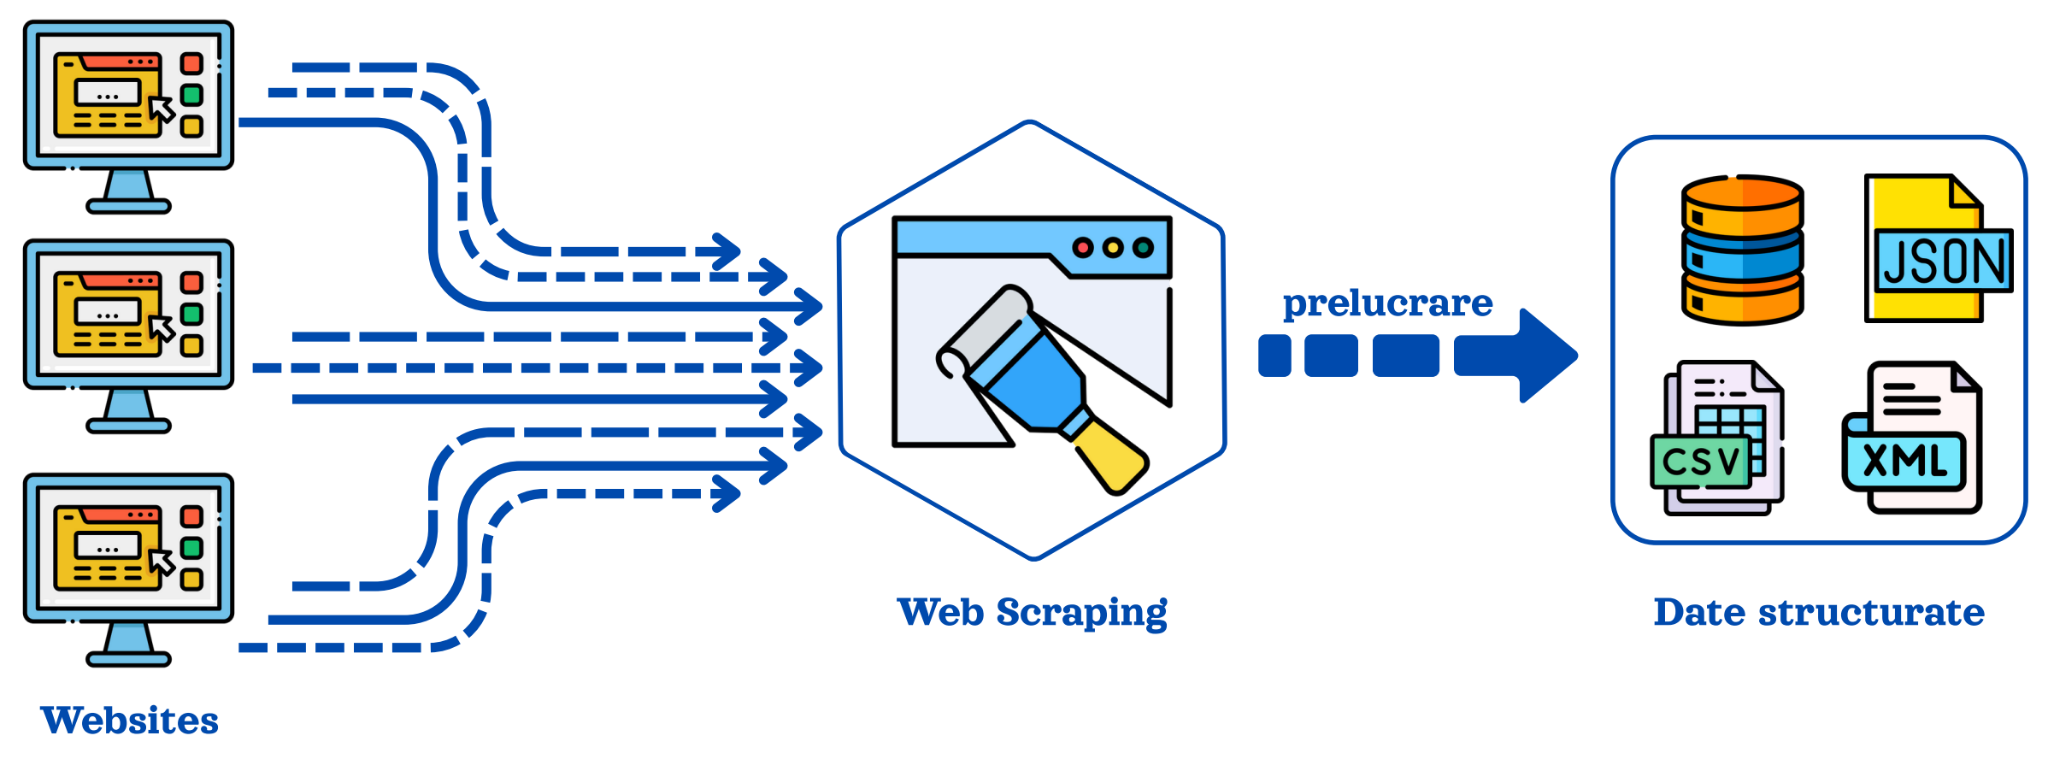 prelucrare
JSON
CSV
XML
Web Scraping
Date structurate
Websites